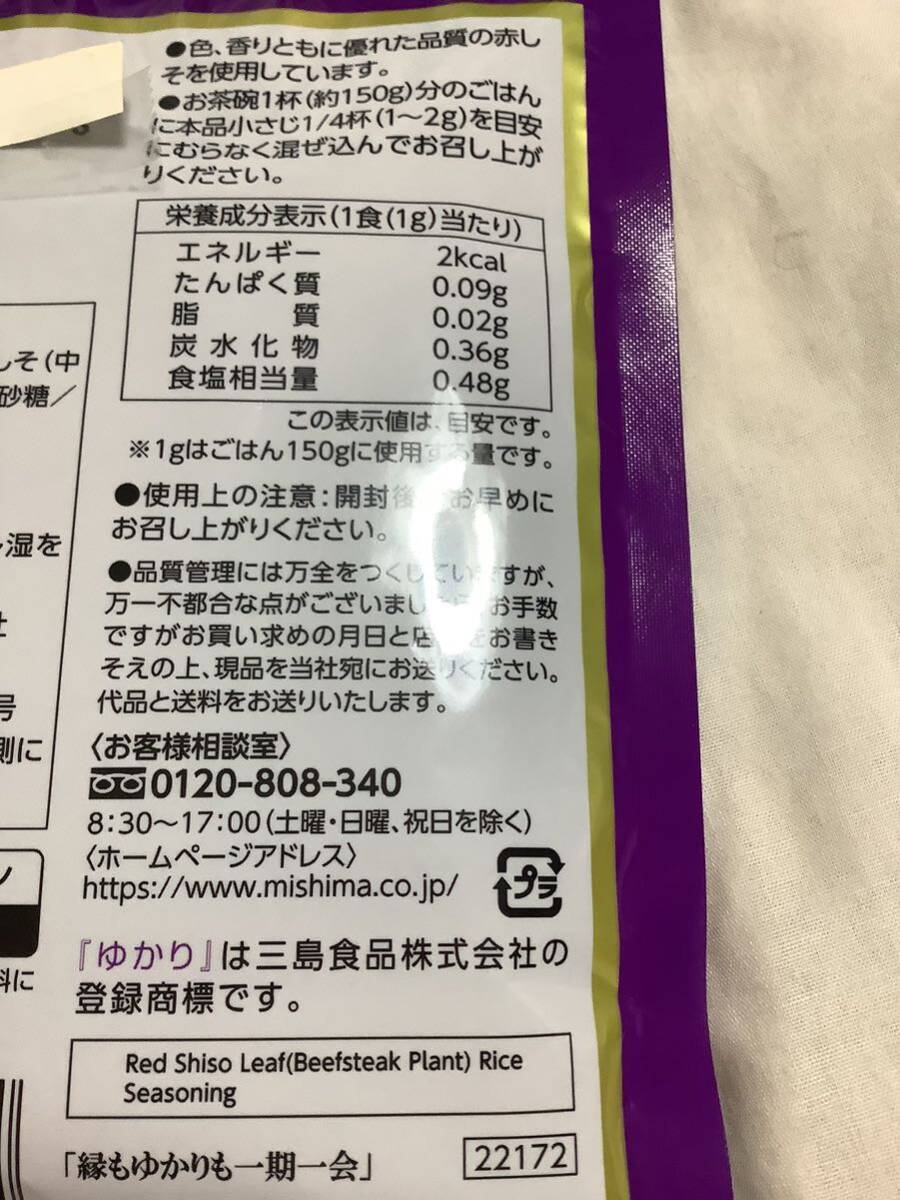 ●色、香りともに優れた品質の赤し
そを使用しています。
●お茶碗1杯(約150g)分のごはん
に本品小さじ1/4杯(1〜2g)を目安
にむらなく混ぜ込んでお召し上が
りください。
栄養成分表示(1食(1g)当たり)
エネルギー 2kcal
たんぱく質 0.09g
脂質 0.02g
炭水化物 0.36g
食塩相当量 0.48g
この表示値は、目安です。
※1gはごはん150gに使用する量です。
●使用上の注意:開封後 お早めに
お召し上がりください。
●品質管理には万全をつくしていますが、
万一不都合な点がございまし お手数
ですがお買い求めの月日と店 をお書き
そえの上、現品を当社宛にお送りください。
代品と送料をお送りいたします。
〈お客様相談室〉
0120-808-340
8:30〜17:00(土曜・日曜、祝日を除く)
〈ホームページアドレス〉
https://www.mishima.co.jp/
プラ
『ゆかり』は三島食品株式会社の
登録商標です。
Red Shiso Leaf(Beefsteak Plant) Rice
Seasoning
「縁もゆかりも一期一会」
22172
しそ(中
砂糖/
湿を
号
側に
料に